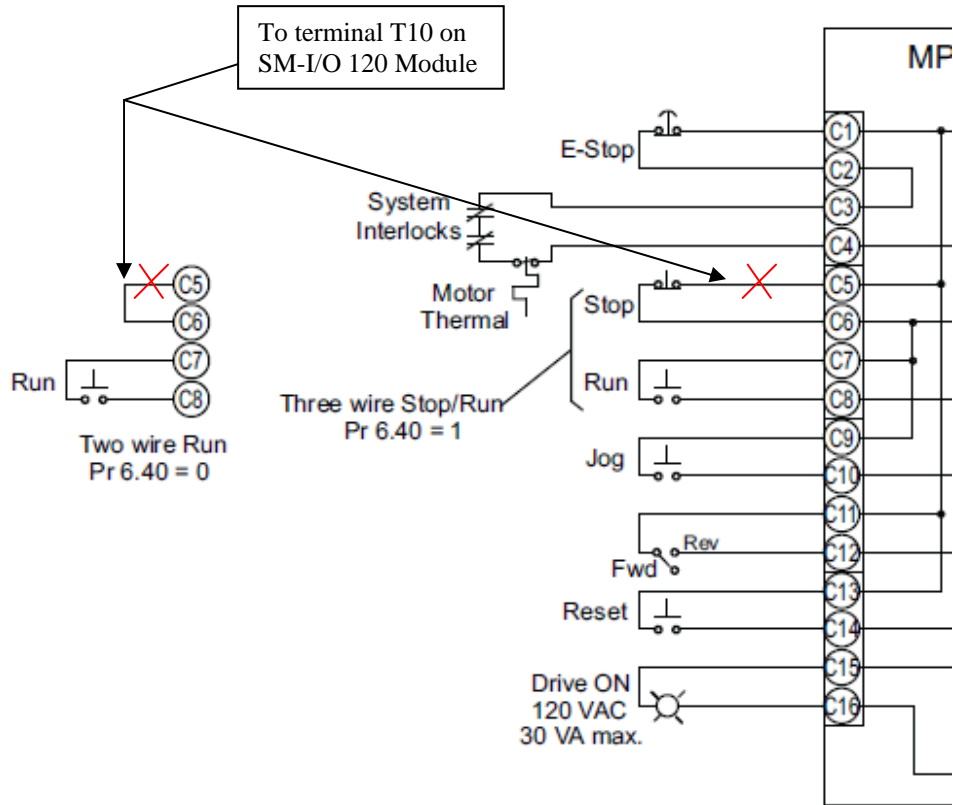 To terminal T10 on
SM-I/O 120 Module
MP
E-Stop
C1
C2
System
Interlocks
C3
C4
Motor
Thermal
Stop
C5
C6
C5
C6
C7
C8
Run
Two wire Run
Pr 6.40 = 0
Three wire Stop/Run
Pr 6.40 = 1
Run
C7
C8
Jog
C9
C10
C11
C12
Rev
Fwd
C13
Reset
C14
C15
Drive ON
120 VAC
30 VA max.
C16